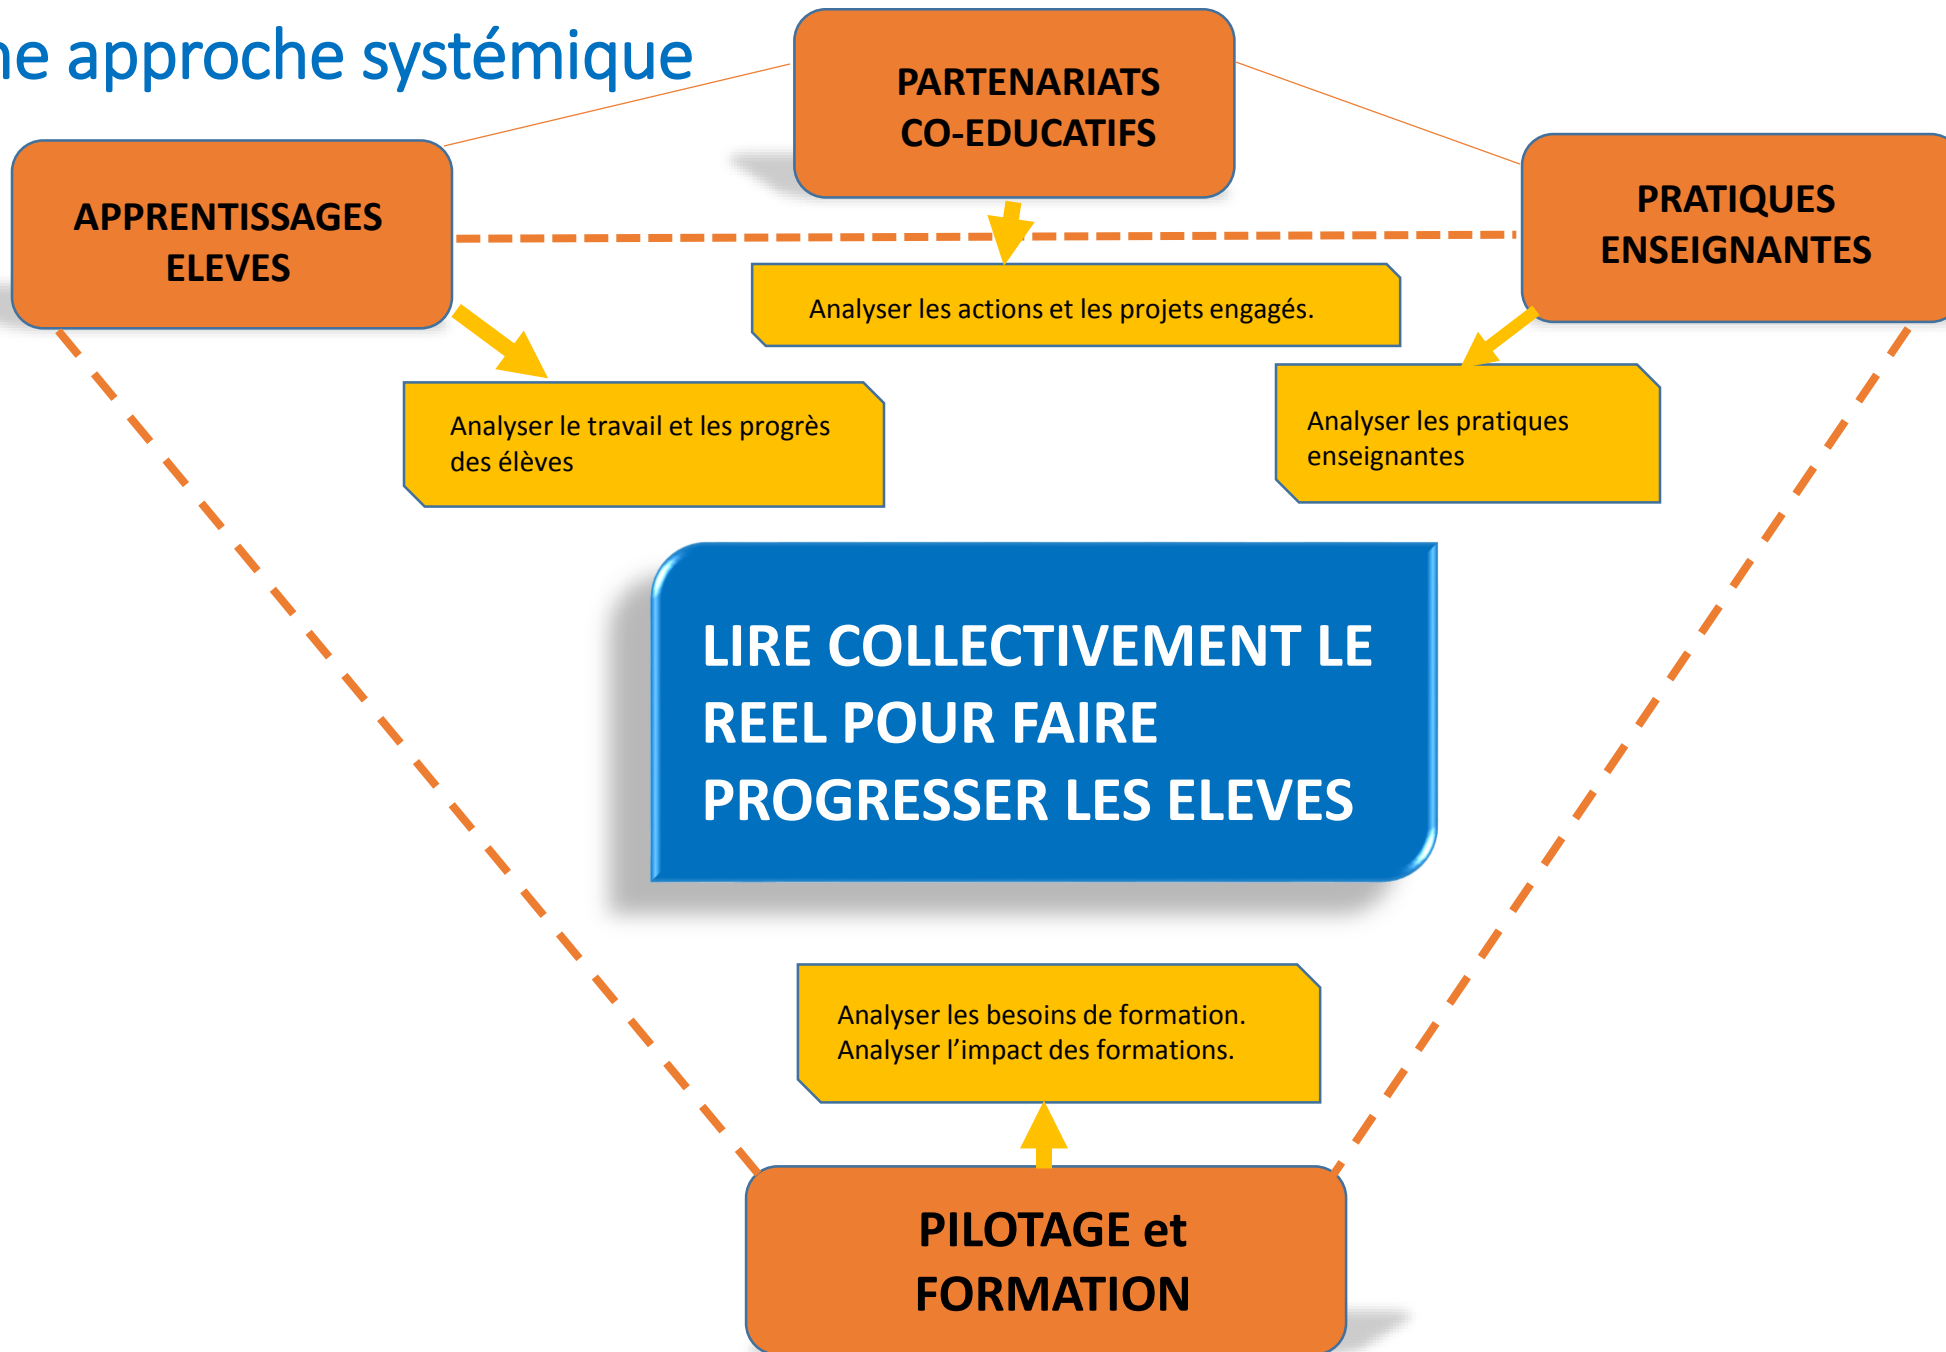 ne approche systémique
PARTENARIATS
CO-EDUCATIFS
APPRENTISSAGES
ELEVES
PRATIQUES
ENSEIGNANTES
Analyser les actions et les projets engagés.
Analyser le travail et les progrès
des élèves
Analyser les pratiques
enseignantes
LIRE COLLECTIVEMENT LE
REEL POUR FAIRE
PROGRESSER LES ELEVES
Analyser les besoins de formation.
Analyser l’impact des formations.
PILOTAGE et
FORMATION